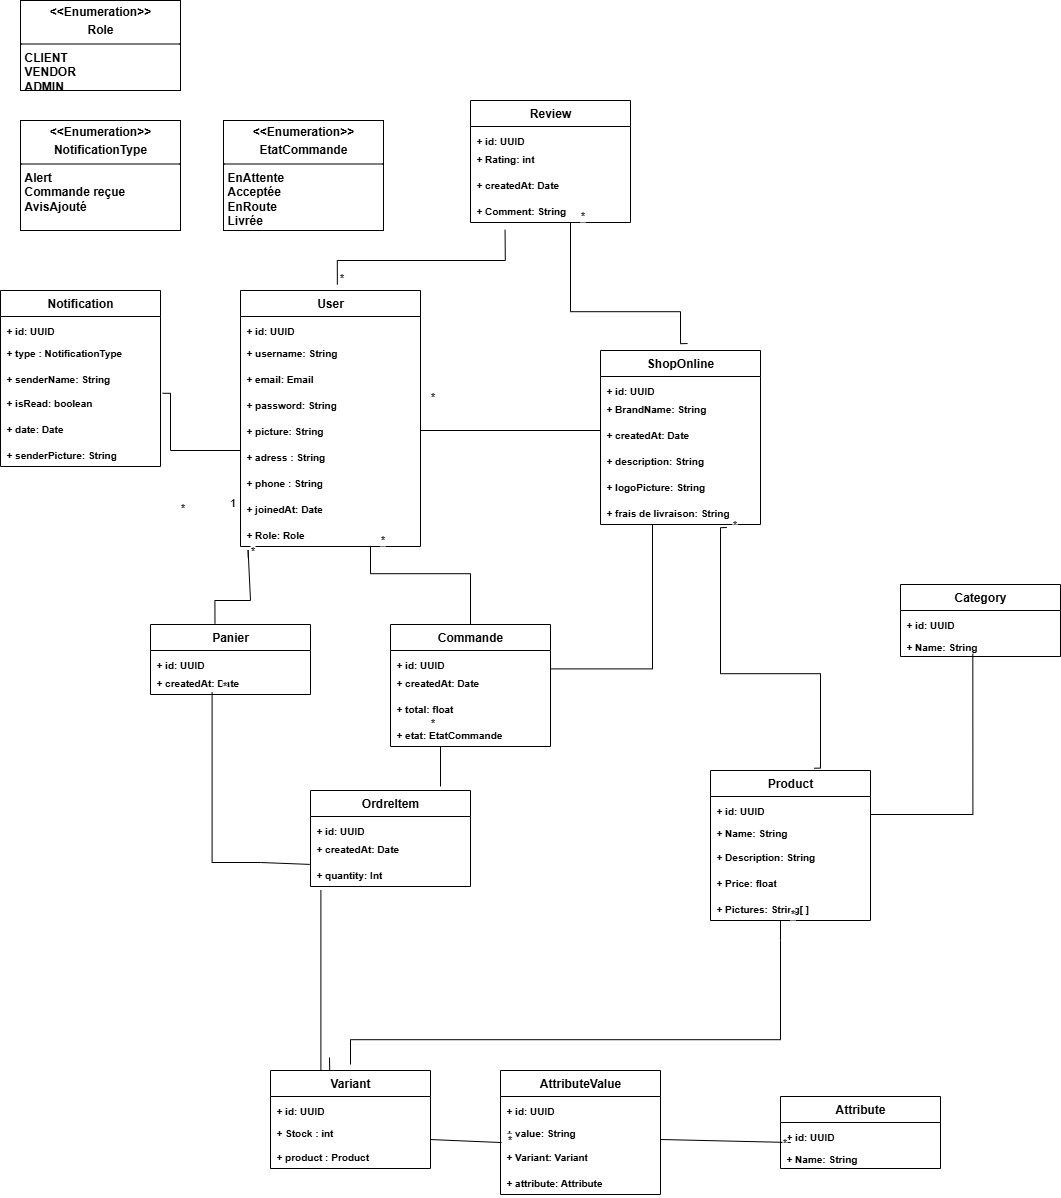 <<Enumeration>>
Role
CLIENT
VENDOR
ADMIN
<<Enumeration>>
NotificationType
Alert
Commande reçue
AvisAjouté
<<Enumeration>>
EtatCommande
EnAttente
Acceptée
EnRoute
Livrée
Review
+ id: UUID
+ Rating: int
+ createdAt: Date
+ Comment: String
*
*
Notification
+ id: UUID
+ type : NotificationType
+ senderName: String
+ isRead: boolean
+ date: Date
+ senderPicture: String
*
1
User
+ id: UUID
+ username: String
+ email: Email
+ password: String
+ picture: String
+ adress : String
+ phone : String
+ joinedAt: Date
+ Role: Role
*
*
*
ShopOnline
+ id: UUID
+ BrandName: String
+ createdAt: Date
+ description: String
+ logoPicture: String
+ frais de livraison: String
*
Category
+ id: UUID
+ Name: String
Panier
+ id: UUID
+ createdAt: Date
*
Commande
+ id: UUID
+ createdAt: Date
+ total: float
*
+ etat: EtatCommande
OrdreItem
+ id: UUID
+ createdAt: Date
+ quantity: Int
Product
+ id: UUID
+ Name: String
+ Description: String
+ Price: float
+ Pictures: String[ ]
*
Variant
+ id: UUID
+ Stock : int
+ product : Product
AttributeValue
+ id: UUID
+ value: String
*
+ Variant: Variant
+ attribute: Attribute
Attribute
+ id: UUID
*
+ Name: String